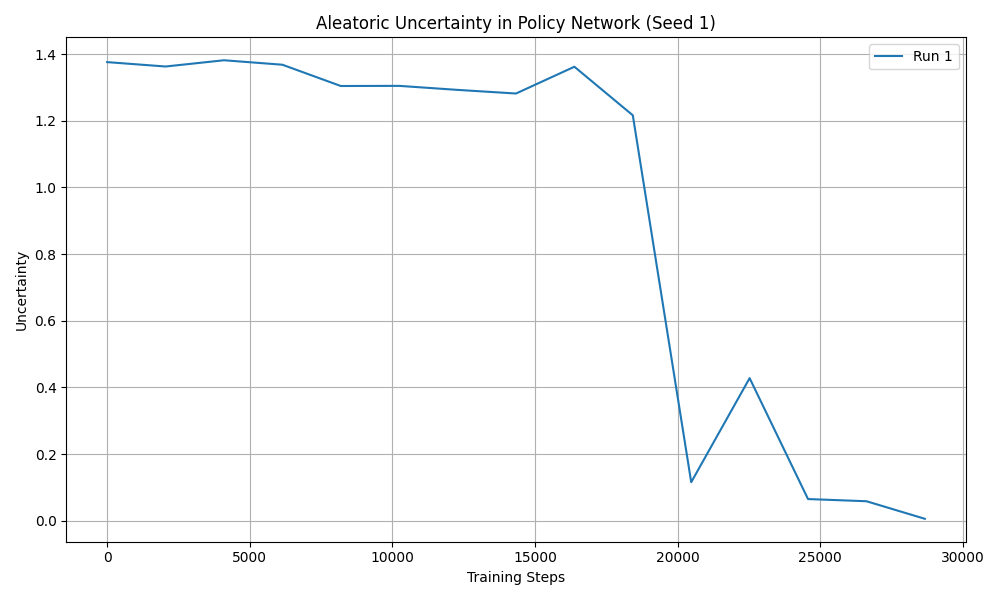 Aleatoric Uncertainty in Policy Network (Seed 1)
Run 1
Uncertainty
1.4
1.2
1.0
0.8
0.6
0.4
0.2
0.0
0 5000 10000 15000 20000 25000 30000
Training Steps